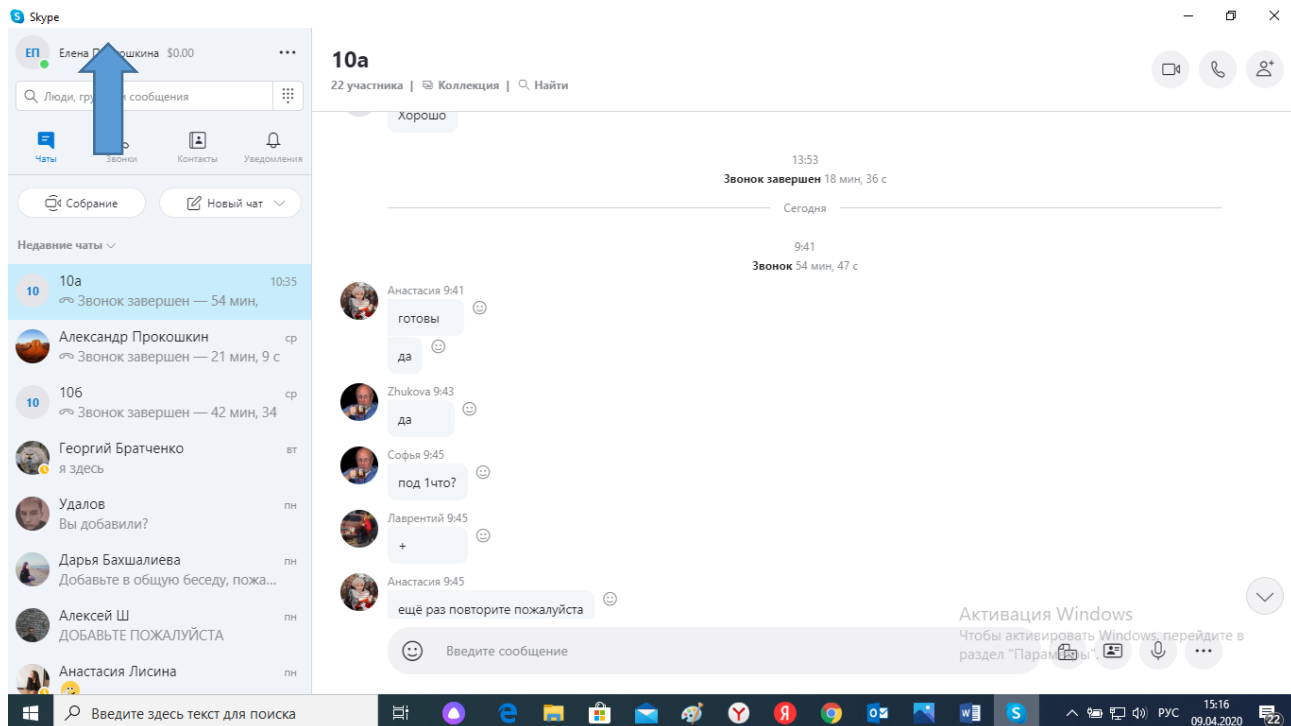 Skype
ЕП Елена П ошкина $0.00
Люди, гру и сообщения
Чаты Звонки Контакты Уведомления
Собрание Новый чат
Недавние чаты
10 10а 10:35
Звонок завершен — 54 мин,
Александр Прокошкин ср
Звонок завершен — 21 мин, 9 с
10 10б ср
Звонок завершен — 42 мин, 34
Георгий Братченко вт
я здесь
Удалов пн
Вы добавили?
Дарья Бахшалиева пн
Добавьте в общую беседу, пожа...
Алексей Ш пн
ДОБАВЬТЕ ПОЖАЛУЙСТА
Анастасия Лисина пн
10а
22 участника | Коллекция | Найти
Хорошо
13:53
Звонок завершен 18 мин, 36 с
Сегодня
9:41
Звонок 54 мин, 47 с
Анастасия 9:41
готовы
да
Zhukova 9:43
да
Софья 9:45
под 1что?
Лаврентий 9:45
+
Анастасия 9:45
ещё раз повторите пожалуйста
Введите сообщение
Активация Windows
Чтобы активировать Windows, перейдите в
раздел "Параметры".
Введите здесь текст для поиска
РУС 15:16
09.04.2020
22